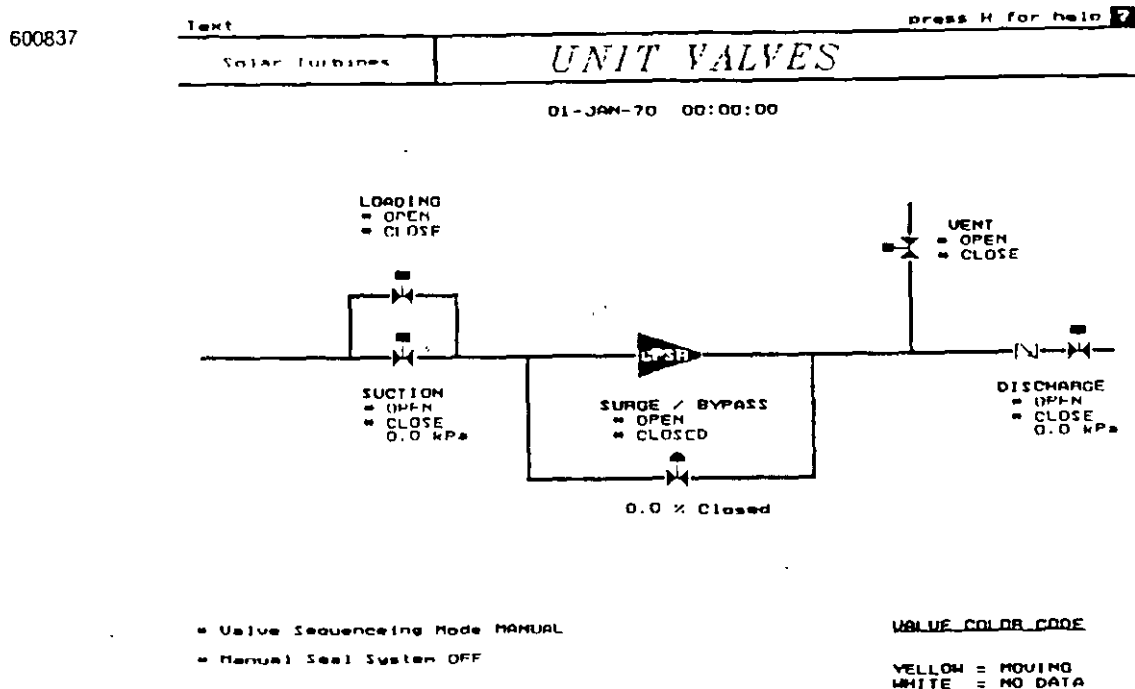 600837
Text
press H for help ?
Solar Turbines
UNIT VALVES
01-JAN-70 00:00:00
LOADING
* OPEN
* CLOSE
VENT
* OPEN
* CLOSE
SUCTION
* OPEN
* CLOSE
0.0 kPa
SURGE / BYPASS
* OPEN
* CLOSED
DISCHARGE
* OPEN
* CLOSE
0.0 kPa
0.0 % Closed
* Valve Sequenceing Mode MANUAL
* Manual Seal System OFF
VALUE COLOR CODE
YELLOW = MOVING
WHITE = NO DATA